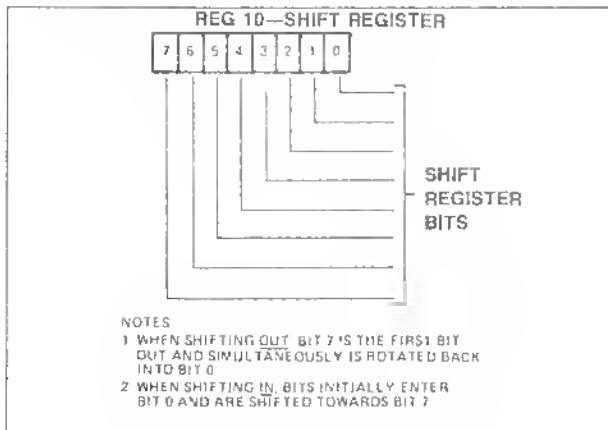 REG 10—SHIFT REGISTER
7 6 5 4 3 2 1 0
SHIFT
REGISTER
BITS
NOTES
1 WHEN SHIFTING OUT BIT 7 IS THE FIRST BIT
OUT AND SIMULTANEOUSLY IS ROTATED BACK
INTO BIT 0
2 WHEN SHIFTING IN, BITS INITIALLY ENTER
BIT 0 AND ARE SHIFTED TOWARDS BIT 7